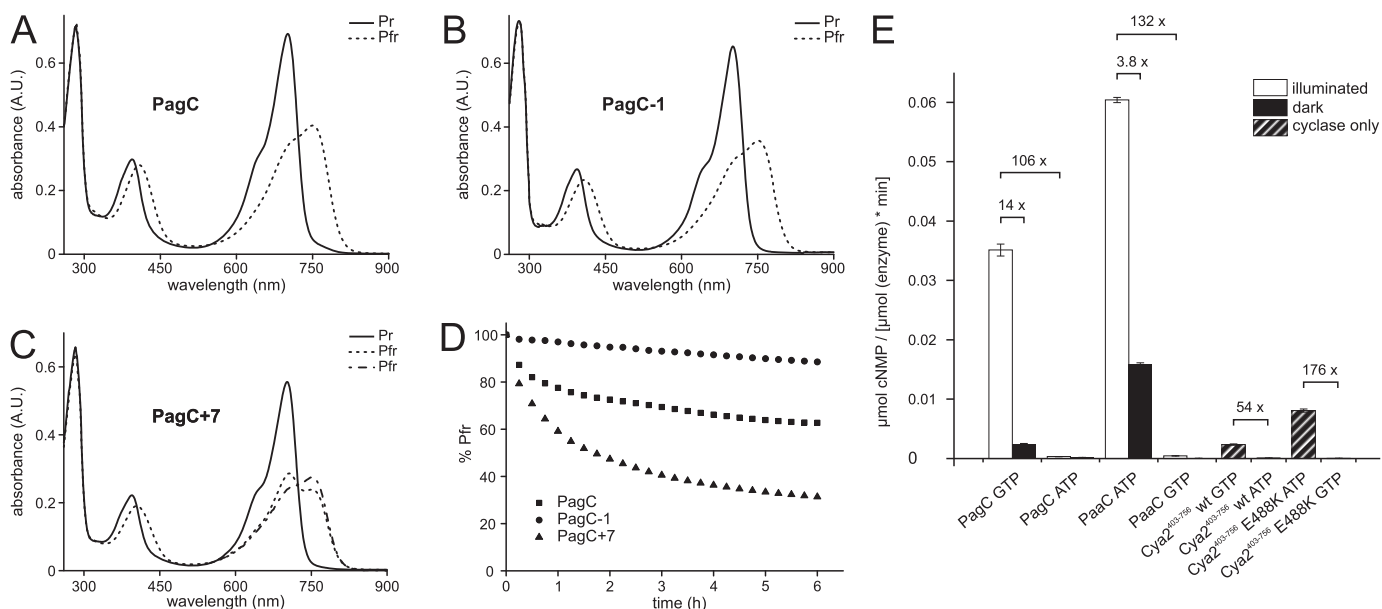 A
absorbance (A.U.)
0.6
0.4
0.2
0
300
450
600
750
900
wavelength (nm)
PagC
Pr
Pfr
B
absorbance (A.U.)
0.6
0.4
0.2
0
300
450
600
750
900
wavelength (nm)
PagC-1
Pr
Pfr
C
absorbance (A.U.)
0.6
0.4
0.2
0
300
450
600
750
900
wavelength (nm)
PagC+7
Pr
Pfr
Pfr
D
% Pfr
100
80
60
40
20
0
0
1
2
3
4
5
6
time (h)
PagC
PagC-1
PagC+7
E
µmol cNMP / [µmol (enzyme) * min]
0.06
0.05
0.04
0.03
0.02
0.01
0
132 x
3.8 x
106 x
14 x
54 x
176 x
illuminated
dark
cyclase only
PagC GTP
PagC ATP
PaaC ATP
PaaC GTP
Cya2⁴⁰³⁻⁷⁵⁶ wt GTP
Cya2⁴⁰³⁻⁷⁵⁶ wt ATP
Cya2⁴⁰³⁻⁷⁵⁶ E488K ATP
Cya2⁴⁰³⁻⁷⁵⁶ E488K GTP